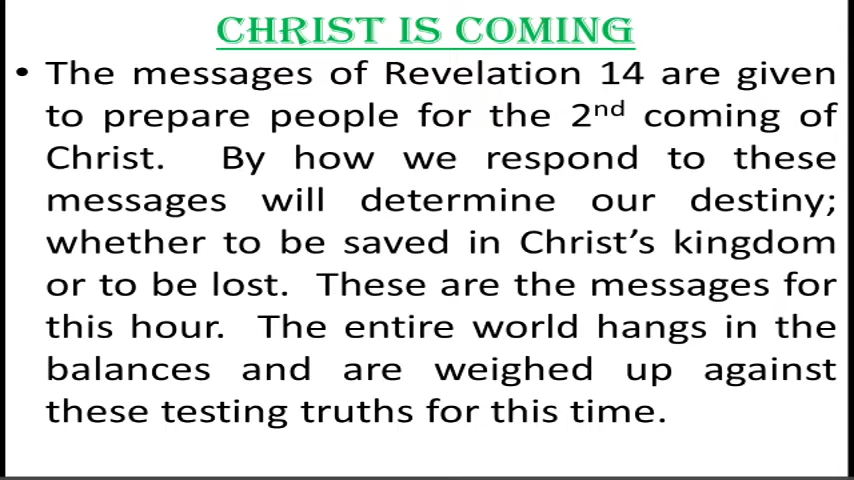 CHRIST IS COMING
• The messages of Revelation 14 are given
to prepare people for the 2nd coming of
Christ. By how we respond to these
messages will determine our destiny;
whether to be saved in Christ’s kingdom
or to be lost. These are the messages for
this hour. The entire world hangs in the
balances and are weighed up against
these testing truths for this time.